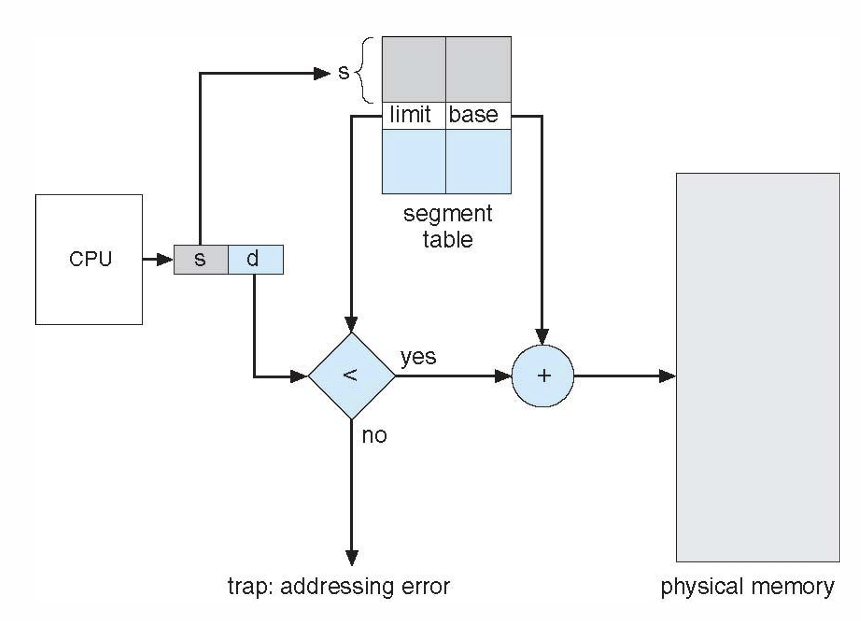 s
limit base
segment
table
CPU
s d
<
yes
+
no
trap: addressing error
physical memory